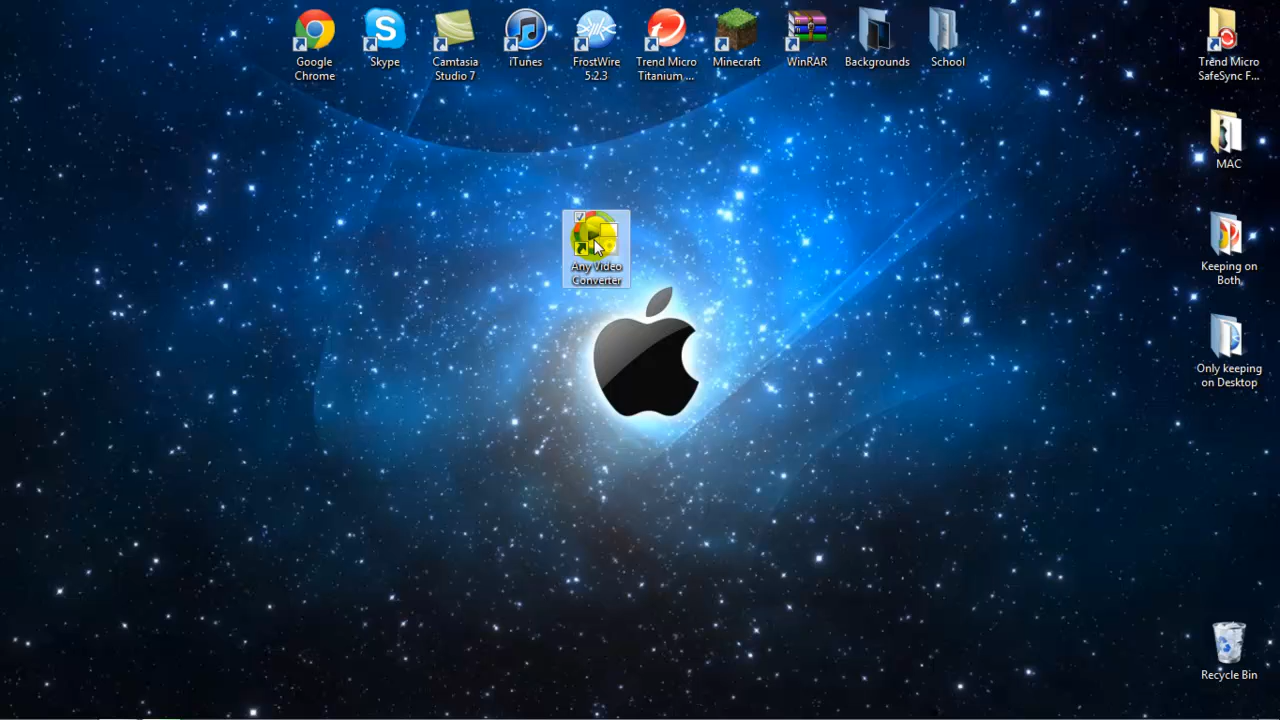 Google
Chrome
Skype
Camtasia
Studio 7
iTunes
FrostWire
5.2.3
Trend Micro
Titanium ...
Minecraft
WinRAR
Backgrounds
School
Trend Micro
SafeSync F...
MAC
Any Video
Converter
Keeping on
Both
Only keeping
on Desktop
Recycle Bin